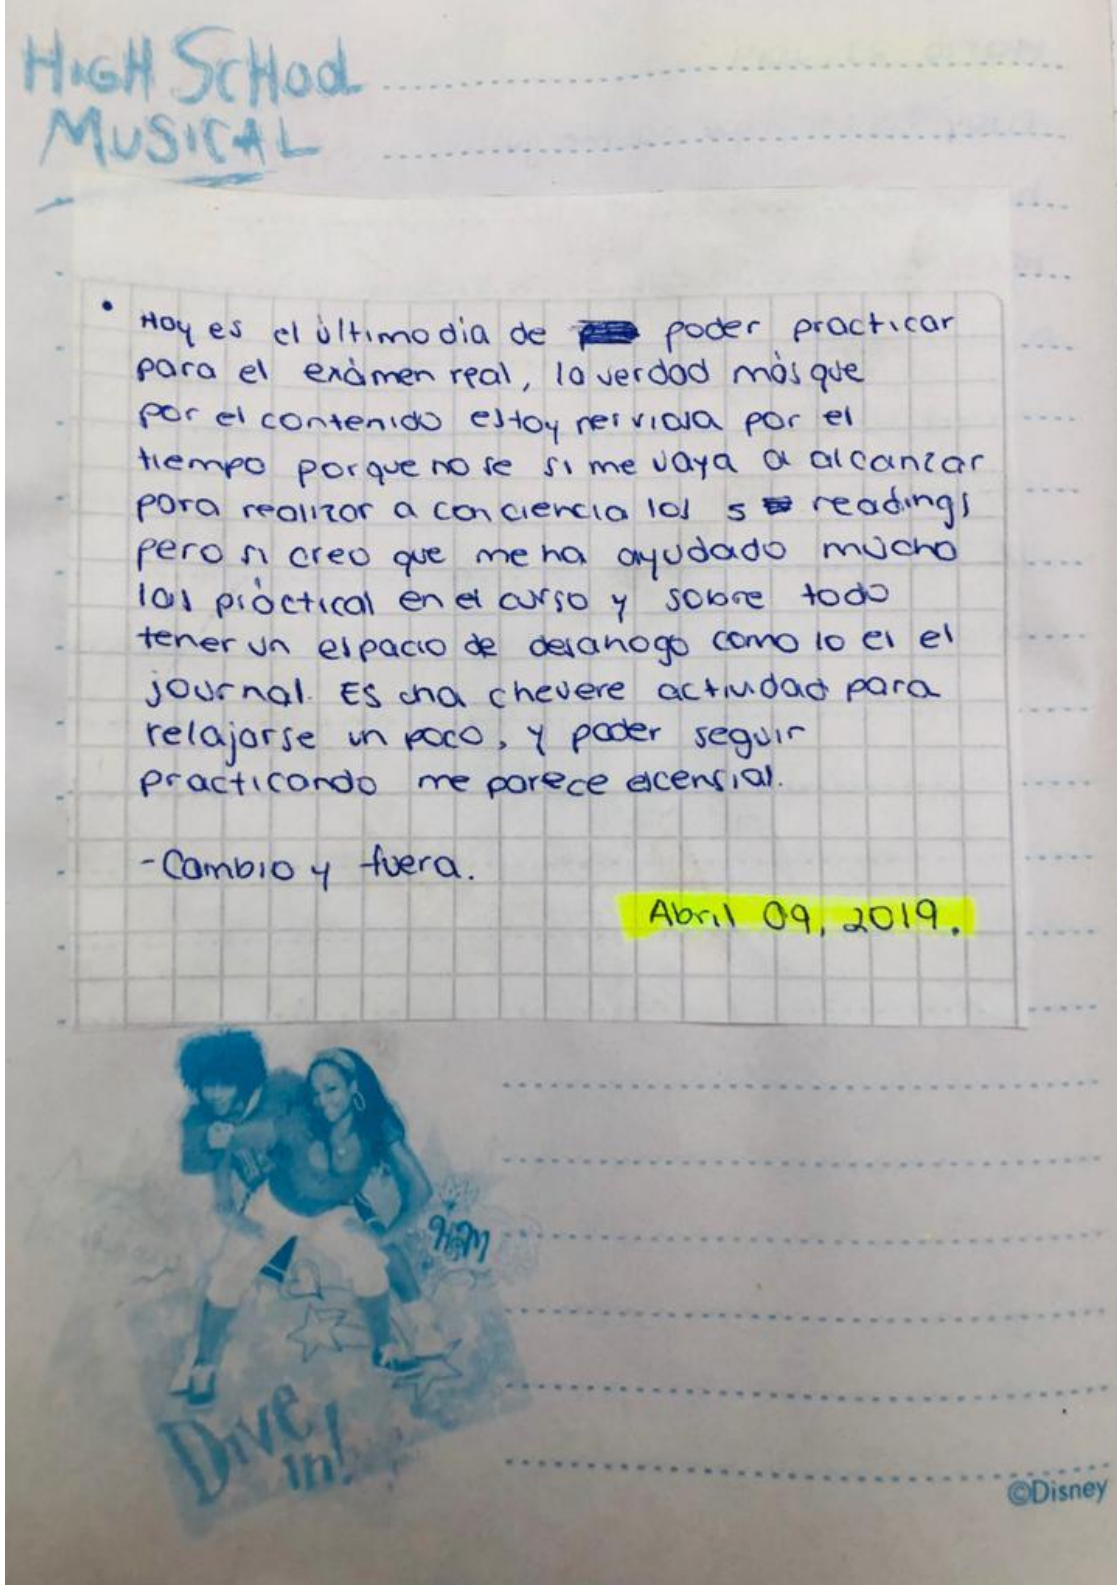 HIGH SCHOOL
MUSICAL
• Hoy es el último dia de poder practicar
para el exámen real, la verdad más que
por el contenido estoy nerviosa por el
tiempo porque no se si me vaya a alcanzar
para realizar a conciencia los 5 readings
pero si creo que me ha ayudado mucho
las prácticas en el curso y sobre todo
tener un espacio de desahogo como lo es el
journal. Es una chevere actividad para
relajarse un poco, y poder seguir
practicando me parece escensial.
- Cambio y fuera.
Abril 09, 2019.
HSM
Dive
in!
©Disney